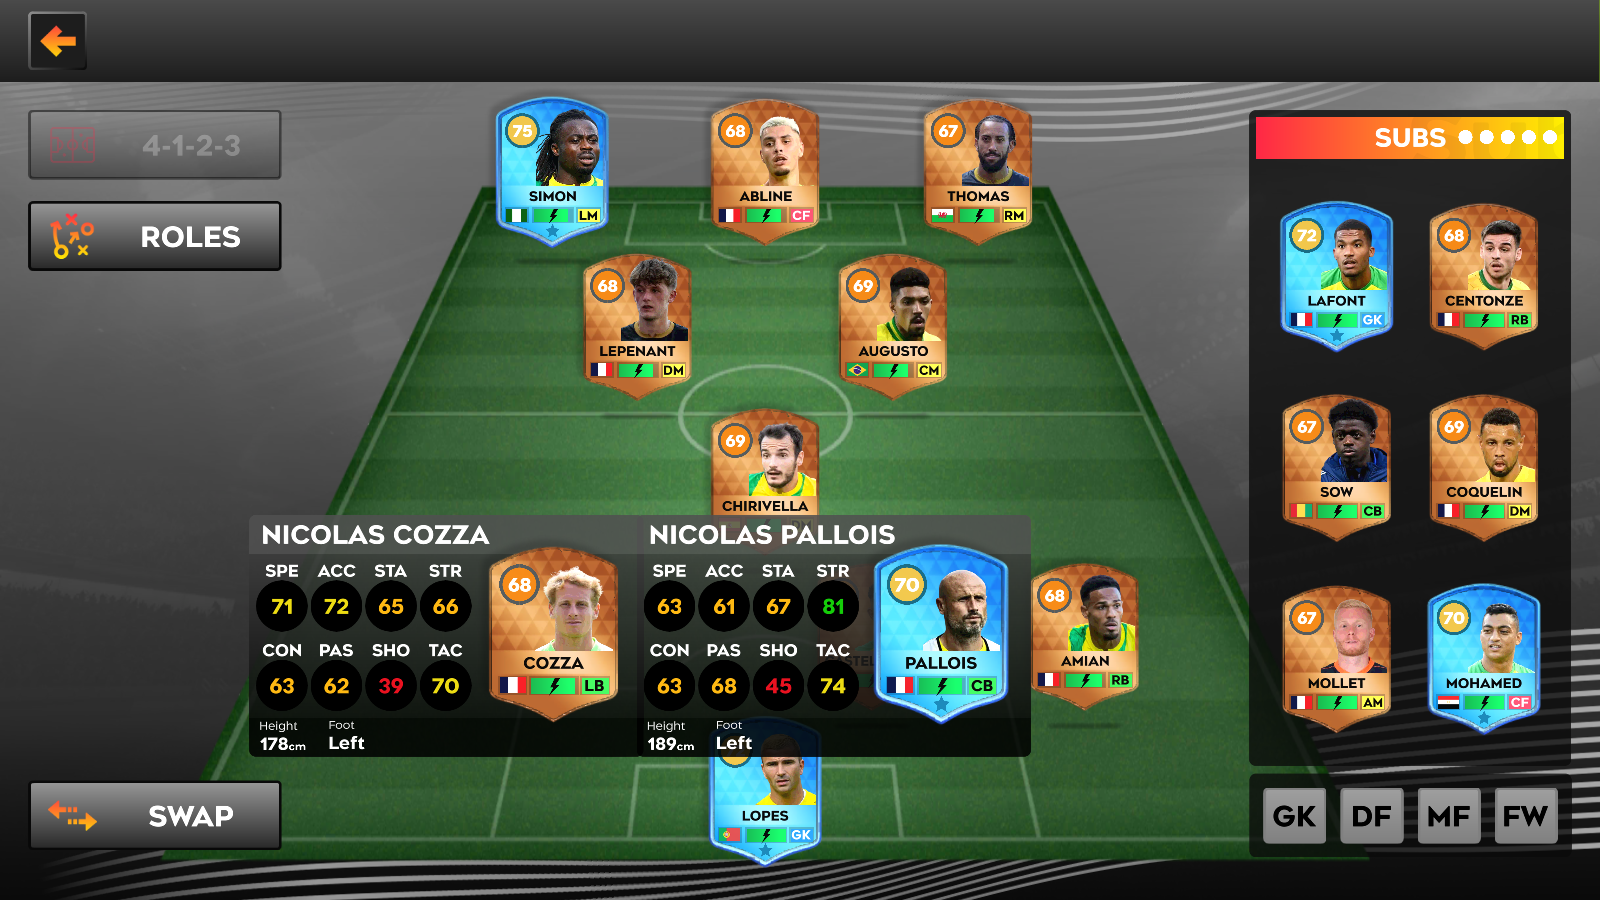 4-1-2-3
ROLES
75
SIMON
LM
68
ABLINE
CF
67
THOMAS
RM
68
LEPENANT
DM
69
AUGUSTO
CM
69
CHIRIVELLA
NICOLAS COZZA
SPE ACC STA STR
71 72 65 66
CON PAS SHO TAC
63 62 39 70
Height Foot
178cm Left
68
COZZA
LB
NICOLAS PALLOIS
SPE ACC STA STR
63 61 67 81
CON PAS SHO TAC
63 68 45 74
Height Foot
189cm Left
70
PALLOIS
CB
68
AMIAN
RB
LOPES
GK
SWAP
SUBS
72
LAFONT
GK
68
CENTONZE
RB
67
SOW
CB
69
COQUELIN
DM
67
MOLLET
AM
70
MOHAMED
CF
GK DF MF FW